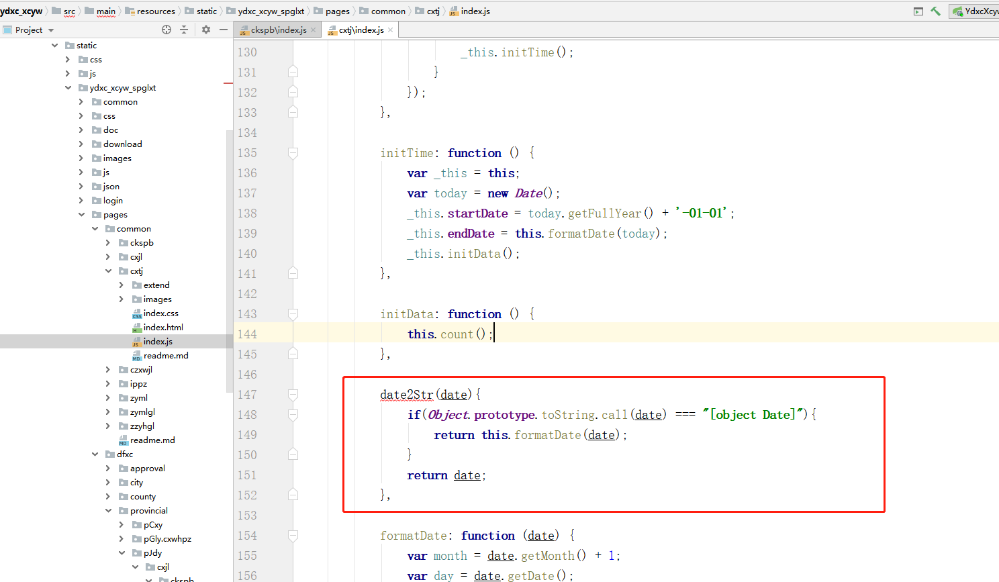 ydxc_xcyw src main resources static ydxc_xcyw_spglxt pages common cxtj index.js
Project
cxspb\index.js cxtj\index.js
static
css
js
ydxc_xcyw_spglxt
common
css
doc
download
images
js
json
login
pages
common
ckspb
cxjl
cxtj
extend
images
index.css
index.html
index.js
readme.md
czxwjl
ippz
zyml
zymlgl
zzyhgl
readme.md
dfxc
approval
city
county
provincial
pCxy
pGly.cxwhpz
pJdy
cxjl
ckspb
130 _this.initTime();
131 }
132 });
133 },
134
135 initTime: function () {
136 var _this = this;
137 var today = new Date();
138 _this.startDate = today.getFullYear() + '-01-01';
139 _this.endDate = this.formatDate(today);
140 _this.initData();
141 },
142
143 initData: function () {
144 this.count();
145 },
146
147 date2Str(date){
148 if(Object.prototype.toString.call(date) === "[object Date]"){
149 return this.formatDate(date);
150 }
151 return date;
152 },
153
154 formatDate: function (date) {
155 var month = date.getMonth() + 1;
156 var day = date.getDate();